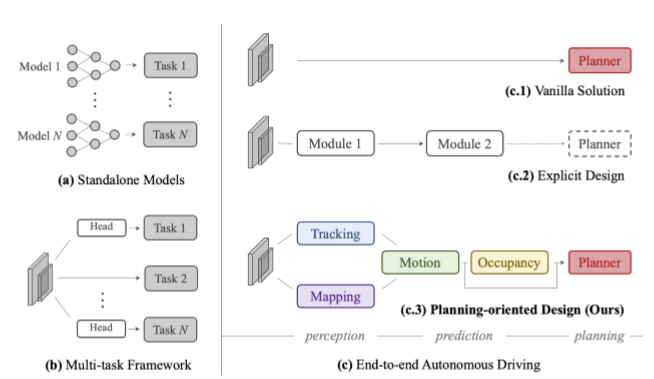 Model 1
Task 1
Model N
Task N
(a) Standalone Models
Head
Task 1
Task 2
Head
Task N
(b) Multi-task Framework
Planner
(c.1) Vanilla Solution
Module 1
Module 2
Planner
(c.2) Explicit Design
Tracking
Motion
Occupancy
Planner
Mapping
(c.3) Planning-oriented Design (Ours)
perception
prediction
planning
(c) End-to-end Autonomous Driving